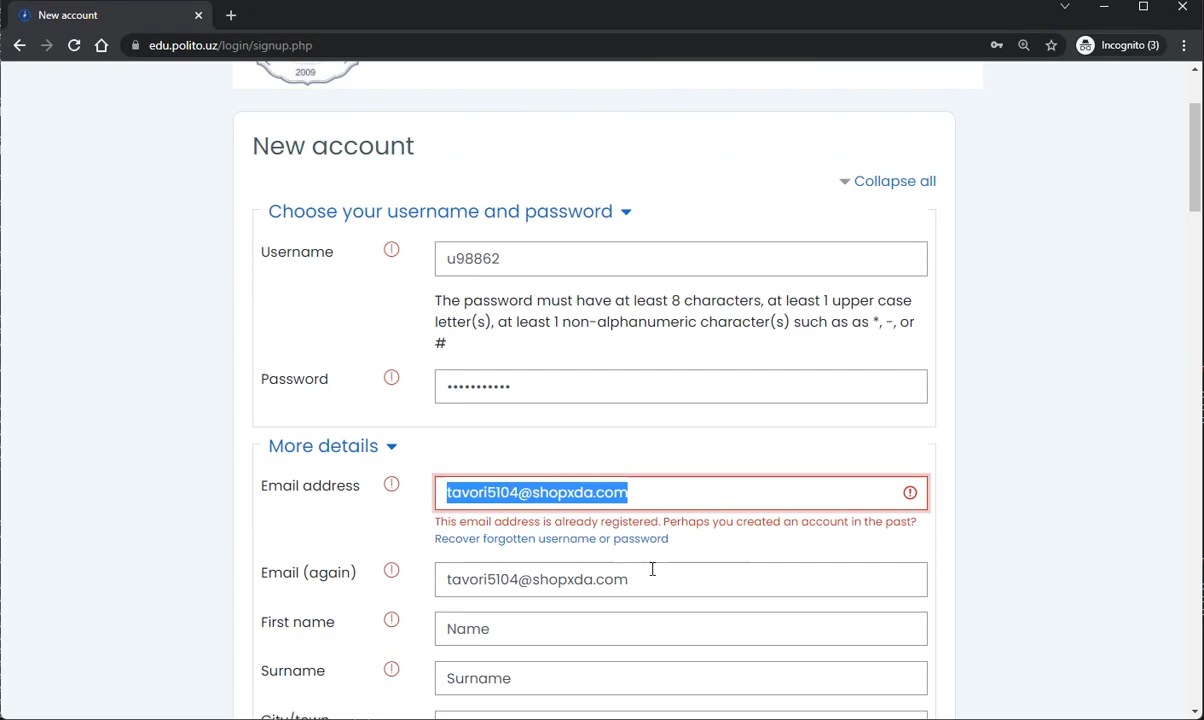 New account
edu.polito.uz/login/signup.php
Incognito (3)
2009
New account
Collapse all
Choose your username and password
Username
u98862
The password must have at least 8 characters, at least 1 upper case
letter(s), at least 1 non-alphanumeric character(s) such as as *, -, or
#
Password
•••••••••••
More details
Email address
tavori5104@shopxda.com
This email address is already registered. Perhaps you created an account in the past?
Recover forgotten username or password
Email (again)
tavori5104@shopxda.com
First name
Name
Surname
Surname
City/town